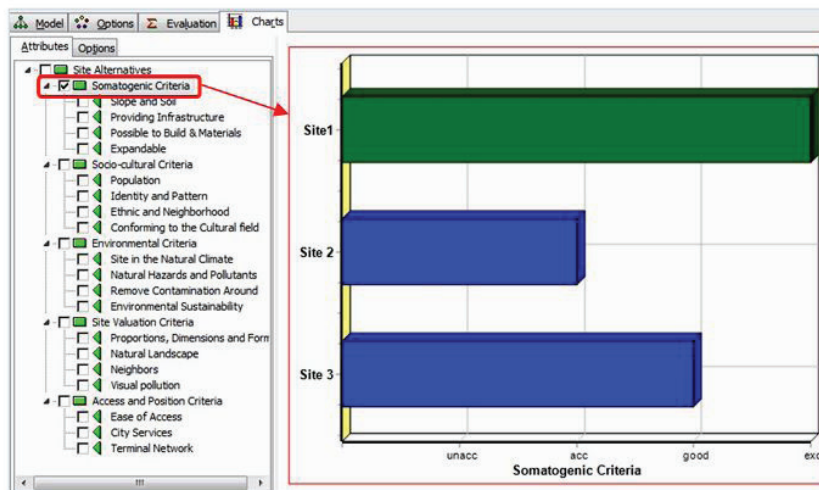 Model Options Σ Evaluation Charts
Attributes Options
Site Alternatives
Somatogenic Criteria
Slope and Soil
Providing Infrastructure
Possible to Build & Materials
Expandable
Socio-cultural Criteria
Population
Identity and Pattern
Ethnic and Neighborhood
Conforming to the Cultural field
Environmental Criteria
Site in the Natural Climate
Natural Hazards and Pollutants
Remove Contamination Around
Environmental Sustainability
Site Valuation Criteria
Proportions, Dimensions and Form
Natural Landscape
Neighbors
Visual pollution
Access and Position Criteria
Ease of Access
City Services
Terminal Network
Site1
Site 2
Site 3
unacc acc good exc
Somatogenic Criteria